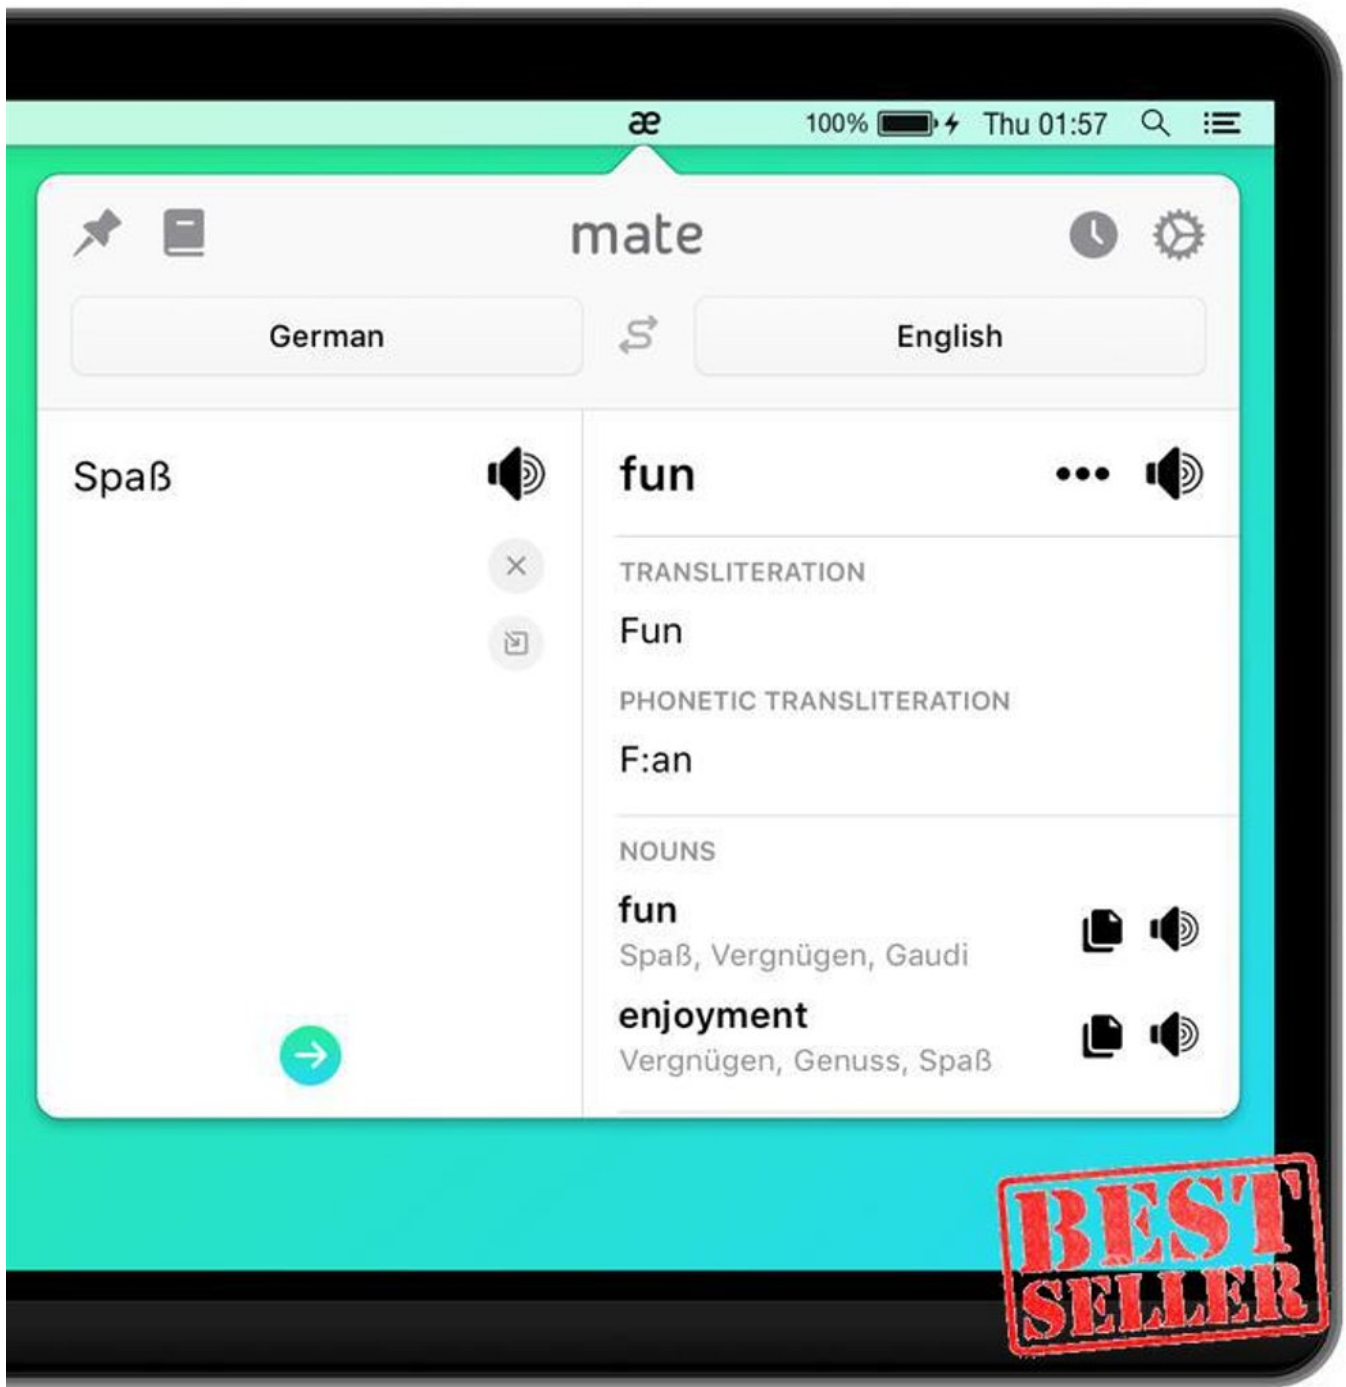 æ 100% Thu 01:57
mate
German English
Spaß
fun
TRANSLITERATION
Fun
PHONETIC TRANSLITERATION
F:an
NOUNS
fun
Spaß, Vergnügen, Gaudi
enjoyment
Vergnügen, Genuss, Spaß
BEST
SELLER